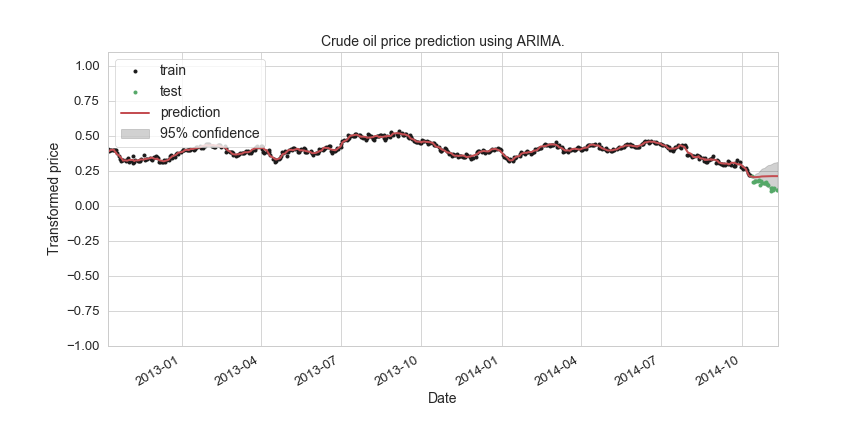 Crude oil price prediction using ARIMA.
1.00
0.75
0.50
0.25
0.00
−0.25
−0.50
−0.75
−1.00
Transformed price
train
test
prediction
95% confidence
2013-01
2013-04
2013-07
2013-10
2014-01
2014-04
2014-07
2014-10
Date